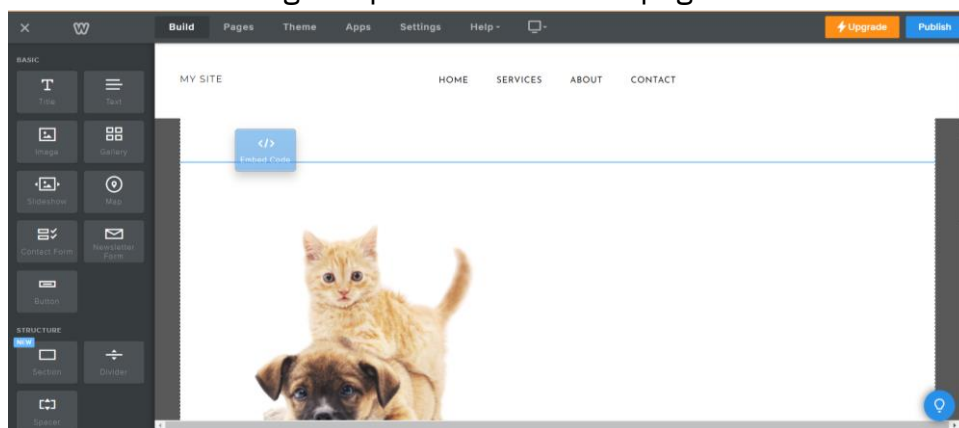 Build Pages Theme Apps Settings Help Upgrade Publish
BASIC
Title Text
Image Gallery
Slideshow Map
Contact Form Newsletter Form
Button
STRUCTURE
NEW
Section Divider
Spacer
MY SITE HOME SERVICES ABOUT CONTACT
Embed Code